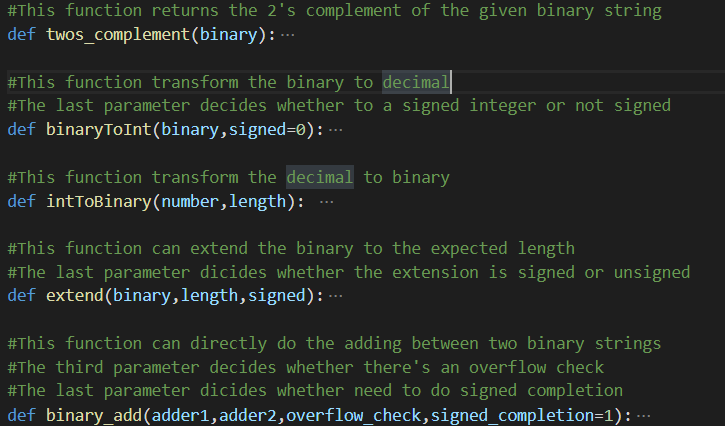 #This function returns the 2's complement of the given binary string
def twos_complement(binary):···
#This function transform the binary to decimal
#The last parameter decides whether to a signed integer or not signed
def binaryToInt(binary,signed=0):···
#This function transform the decimal to binary
def intToBinary(number,length): ···
#This function can extend the binary to the expected length
#The last parameter dicides whether the extension is signed or unsigned
def extend(binary,length,signed):···
#This function can directly do the adding between two binary strings
#The third parameter decides whether there's an overflow check
#The last parameter dicides whether need to do signed completion
def binary_add(adder1,adder2,overflow_check,signed_completion=1):···